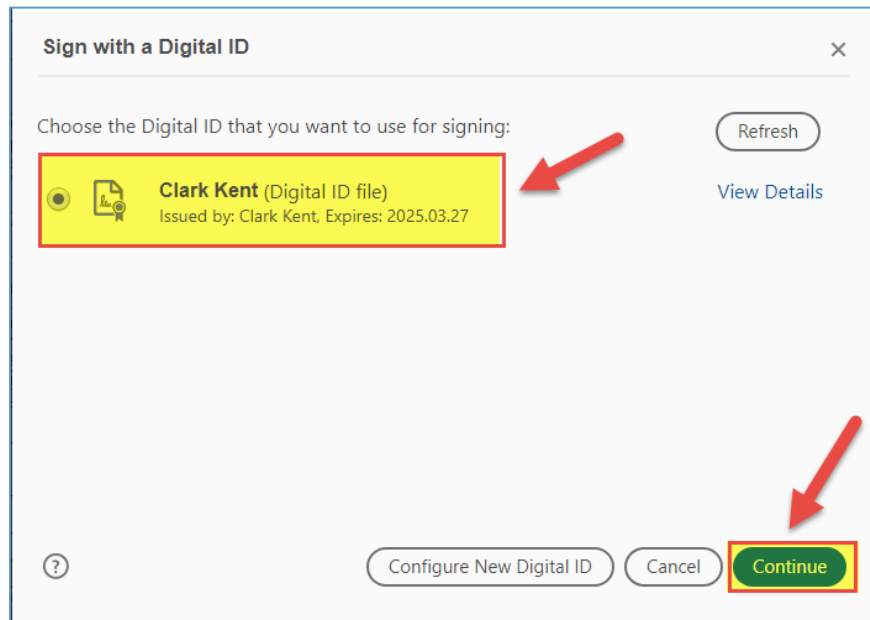 Sign with a Digital ID
Choose the Digital ID that you want to use for signing:
Refresh
Clark Kent (Digital ID file)
Issued by: Clark Kent, Expires: 2025.03.27
View Details
?
Configure New Digital ID
Cancel
Continue